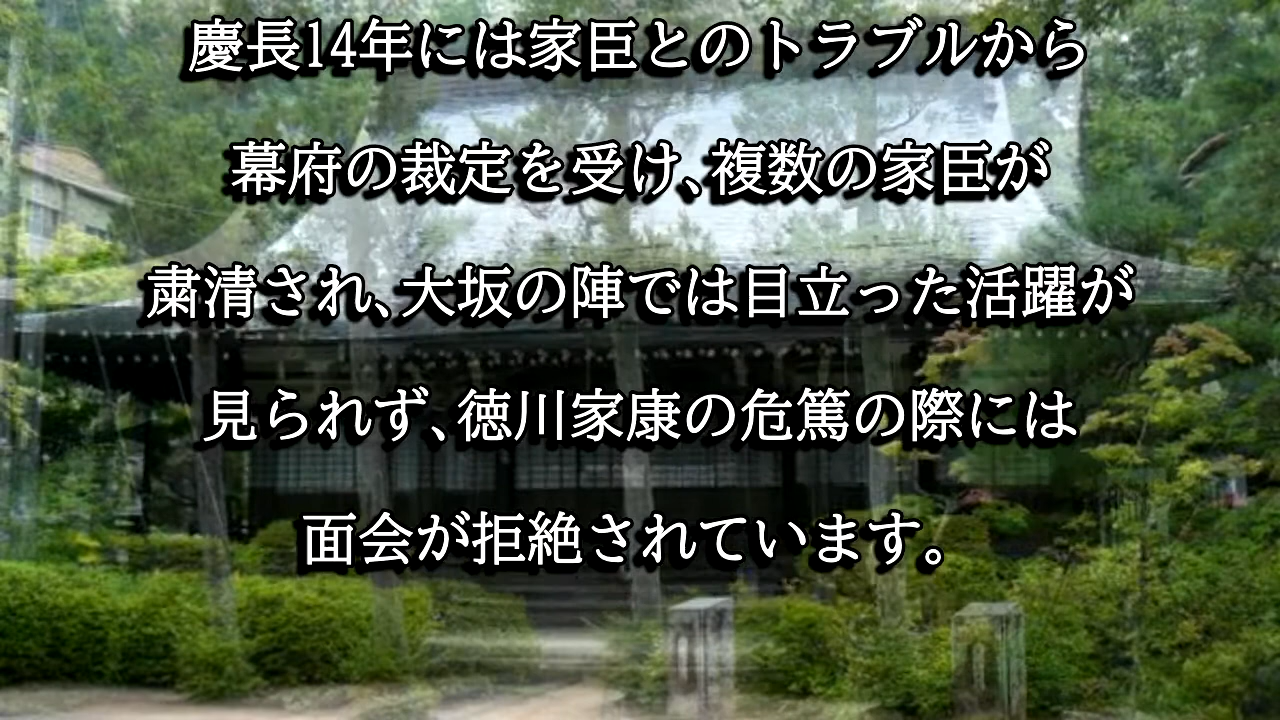 慶長14年には家臣とのトラブルから
幕府の裁定を受け、複数の家臣が
粛清され、大坂の陣では目立った活躍が
見られず、徳川家康の危篤の際には
面会が拒絶されています。